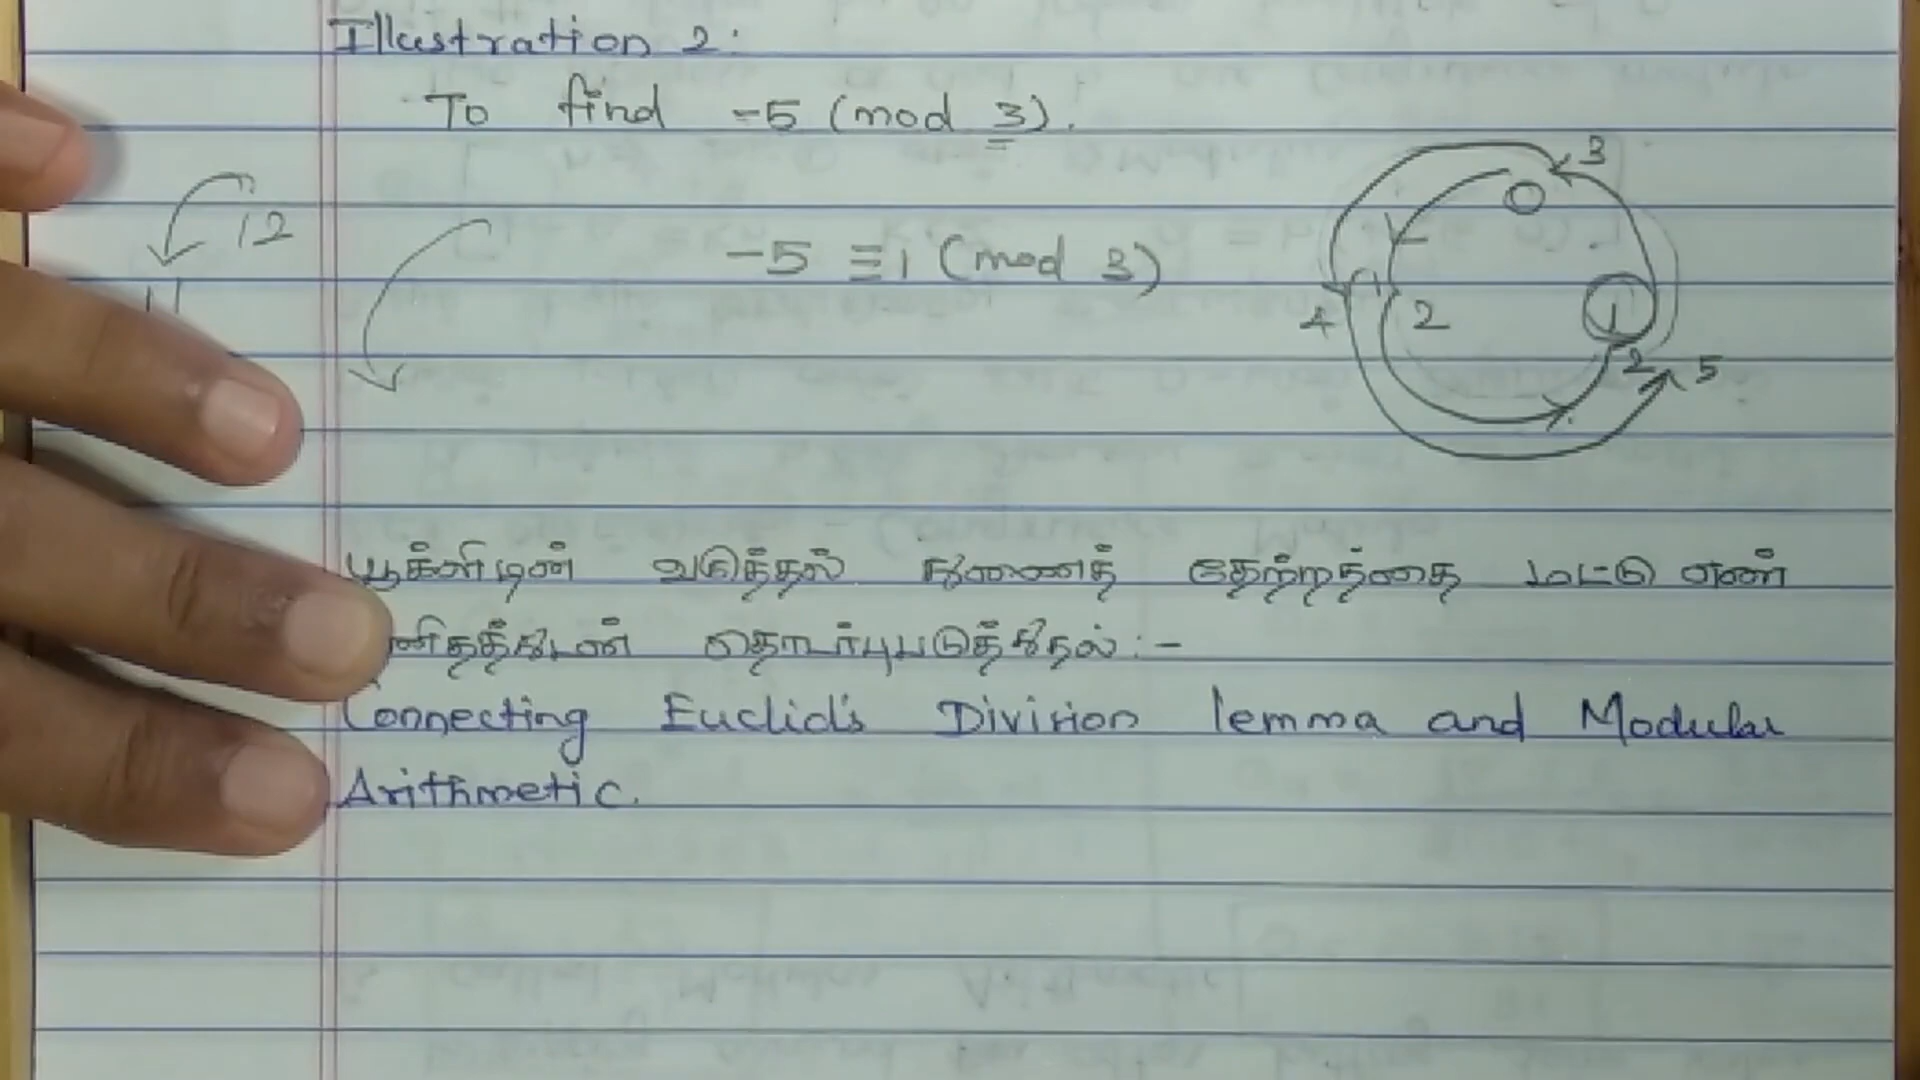 Illustration 2:
To find -5 (mod 3).
12
11
-5 ≡ 1 (mod 3)
3
0
4 2 1
2 5
யூக்ளிடின் வகுத்தல் துணைத் தேற்றத்தை மட்டு எண்
ணிதத்துடன் தொடர்புபடுத்துதல் :-
Connecting Euclid's Division lemma and Modular
Arithmetic.